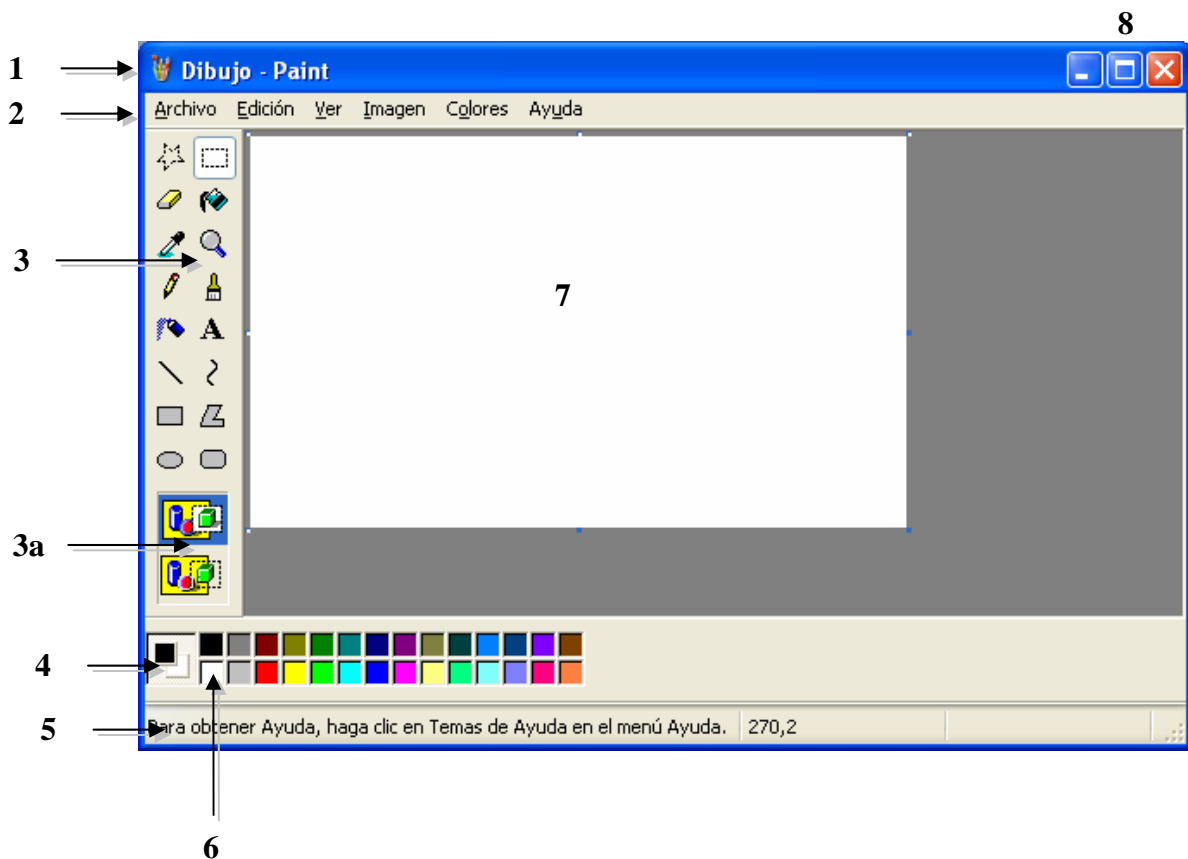 8
1
Dibujo - Paint
2
Archivo Edición Ver Imagen Colores Ayuda
3
7
A
3a
4
5
Para obtener Ayuda, haga clic en Temas de Ayuda en el menú Ayuda. 270,2
6